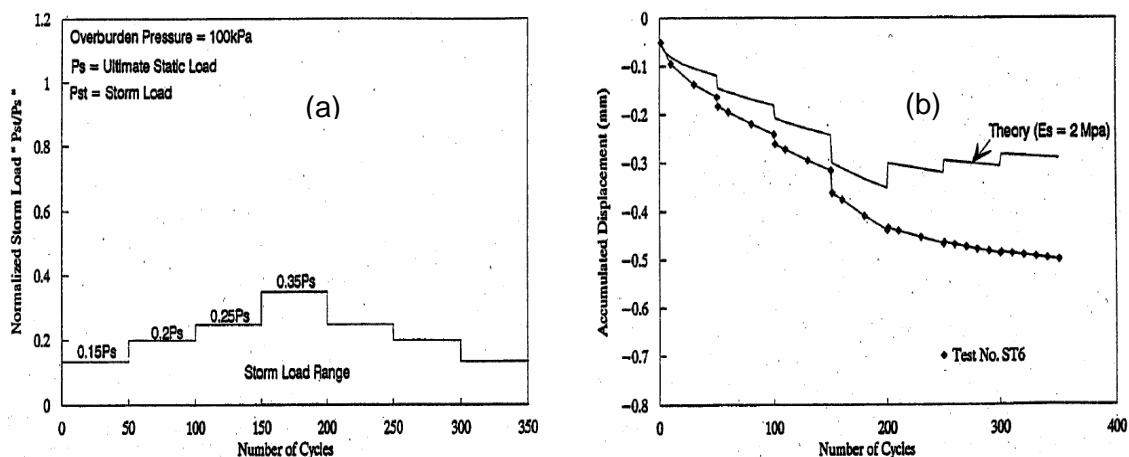 1.2
1
0.8
0.6
0.4
0.2
0
Normalized Storm Load " Pst/Ps "
Overburden Pressure = 100kPa
Ps = Ultimate Static Load
Pst = Storm Load
(a)
0.15Ps
0.2Ps
0.25Ps
0.35Ps
Storm Load Range
0 50 100 150 200 250 300 350
Number of Cycles
0
−0.1
−0.2
−0.3
−0.4
−0.5
−0.6
−0.7
−0.8
Accumulated Displacement (mm)
(b)
Theory (Es = 2 Mpa)
Test No. ST6
0 100 200 300 400
Number of Cycles